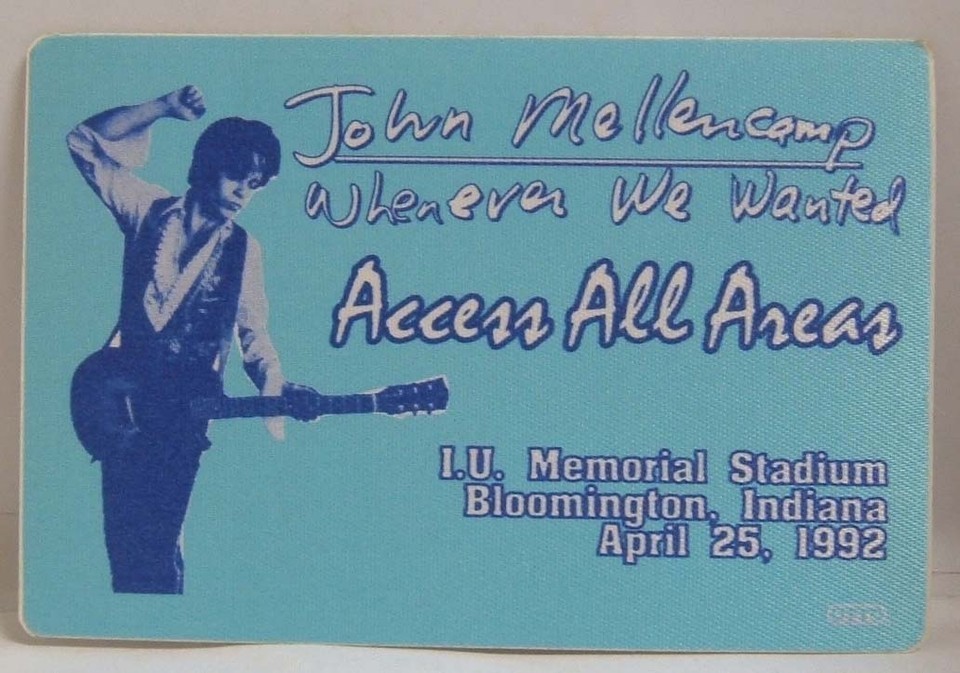 John Mellencamp
Whenever We Wanted
Access All Areas
I.U. Memorial Stadium
Bloomington, Indiana
April 25, 1992